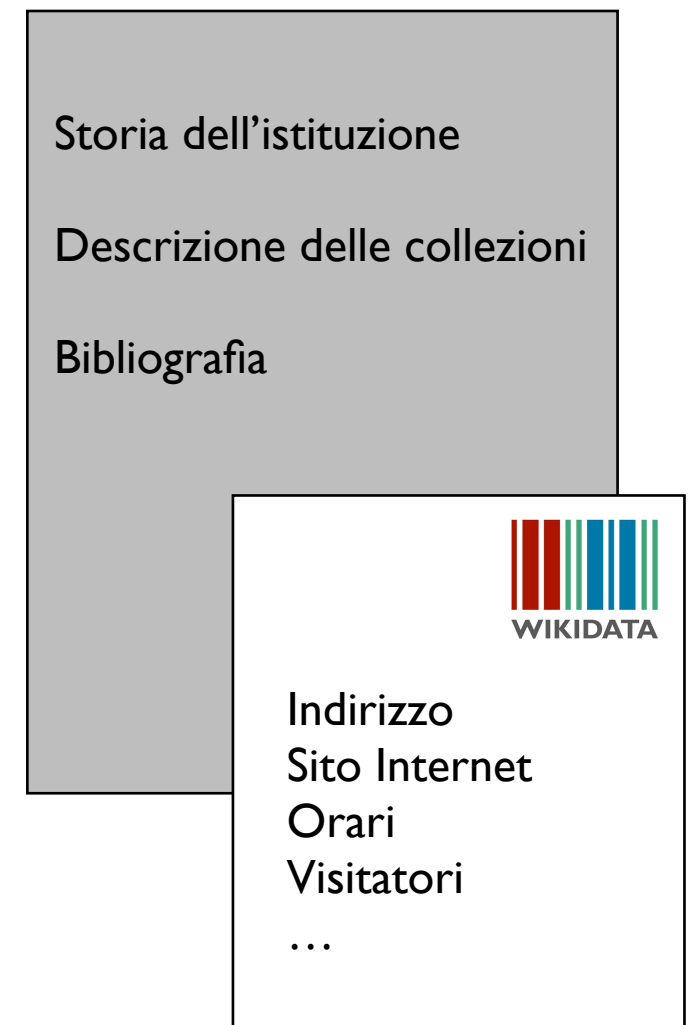 Storia dell’istituzione
Descrizione delle collezioni
Bibliografia
WIKIDATA
Indirizzo
Sito Internet
Orari
Visitatori
…